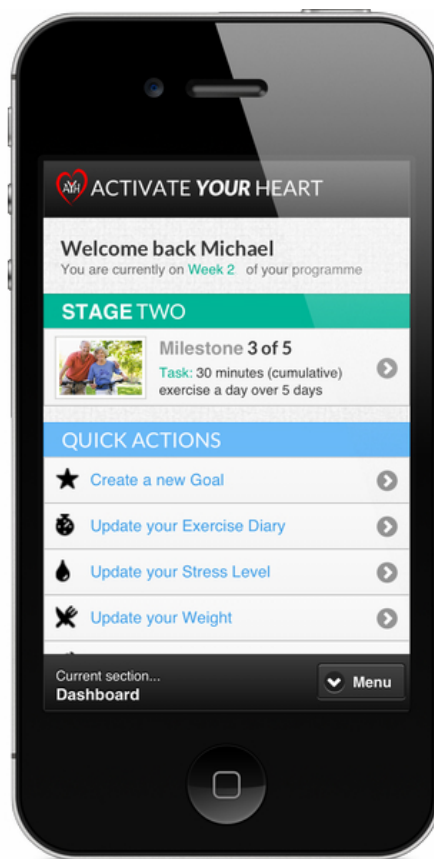 AYH ACTIVATE YOUR HEART
Welcome back Michael
You are currently on Week 2 of your programme
STAGE TWO
Milestone 3 of 5
Task: 30 minutes (cumulative)
exercise a day over 5 days
QUICK ACTIONS
Create a new Goal
Update your Exercise Diary
Update your Stress Level
Update your Weight
Current section...
Dashboard
Menu